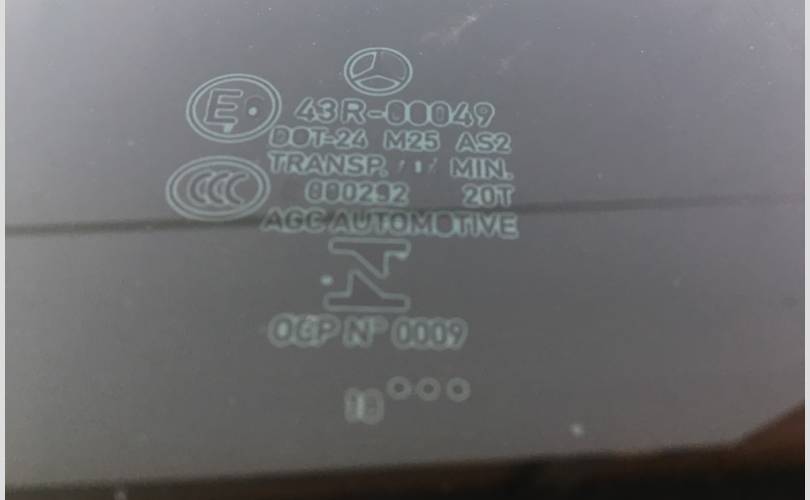 43R-00049
DOT-24 M25 AS2
TRANSP. MIN.
000292 20T
AGC AUTOMOTIVE
OCP N° 0009